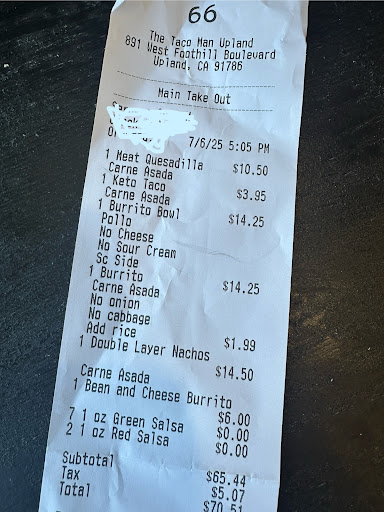 66
The Taco Man Upland
891 West Foothill Boulevard
Upland, CA 91786
Main Take Out
7/6/25 5:05 PM
1 Meat Quesadilla $10.50
Carne Asada
1 Keto Taco $3.95
Carne Asada
1 Burrito Bowl $14.25
Pollo
No Cheese
No Sour Cream
Sc Side
1 Burrito $14.25
Carne Asada
No onion
No cabbage
Add rice $1.99
1 Double Layer Nachos $14.50
Carne Asada
1 Bean and Cheese Burrito $6.00
7 1 oz Green Salsa $0.00
2 1 oz Red Salsa $0.00
Subtotal $65.44
Tax $5.07
Total $70.51